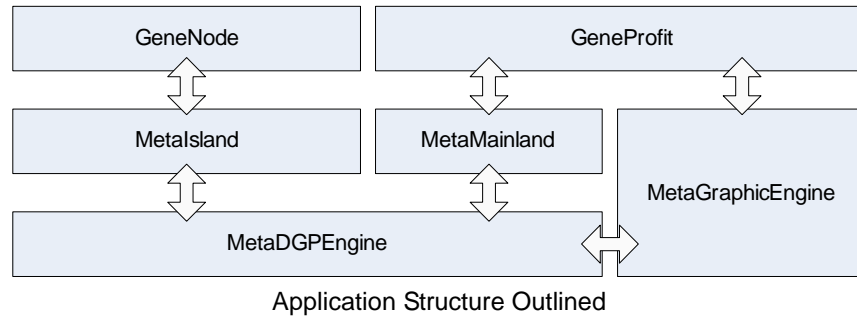 GeneNode
GeneProfit
MetaIsland
MetaMainland
MetaGraphicEngine
MetaDGPEngine
Application Structure Outlined